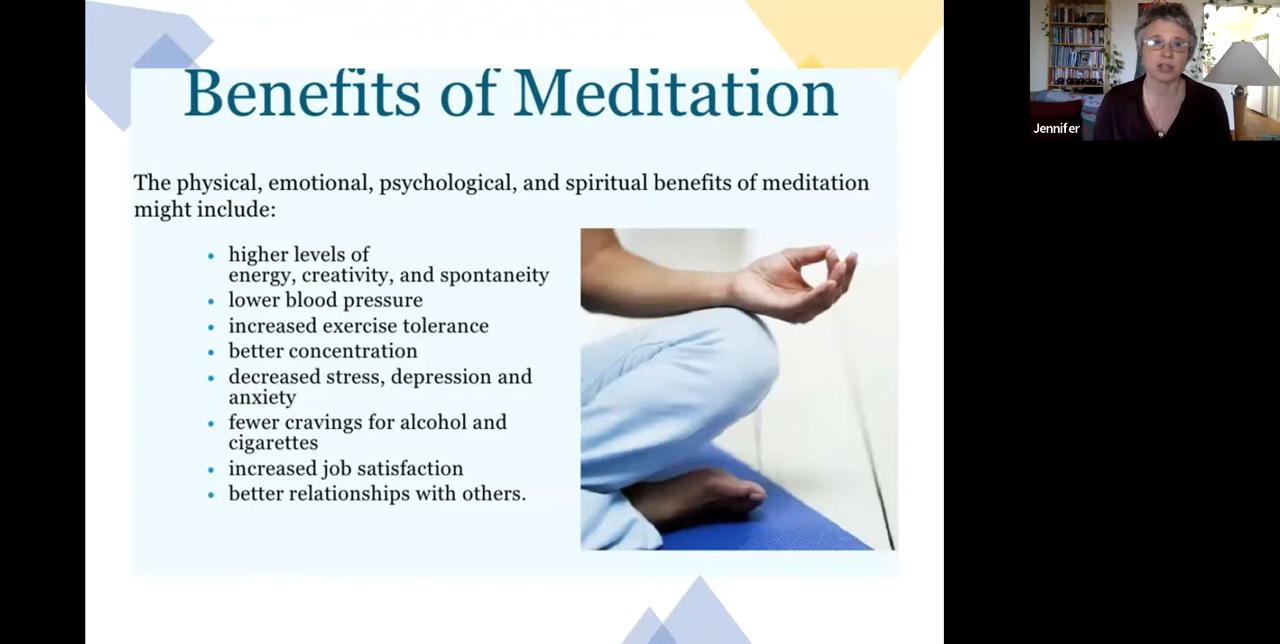 Benefits of Meditation
The physical, emotional, psychological, and spiritual benefits of meditation
might include:
• higher levels of
energy, creativity, and spontaneity
• lower blood pressure
• increased exercise tolerance
• better concentration
• decreased stress, depression and
anxiety
• fewer cravings for alcohol and
cigarettes
• increased job satisfaction
• better relationships with others.
Jennifer